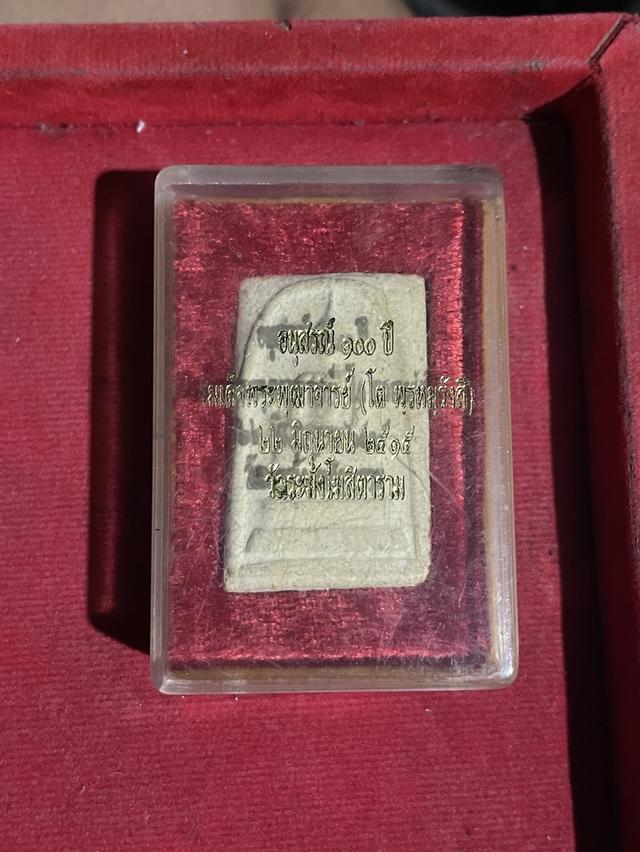 อนุสรณ์ ๑๐๐ ปี
สมเด็จพระพุฒาจารย์ (โต พรหมรังสี)
๒๒ มิถุนายน ๒๕๑๕
วัดระฆังโฆสิตาราม